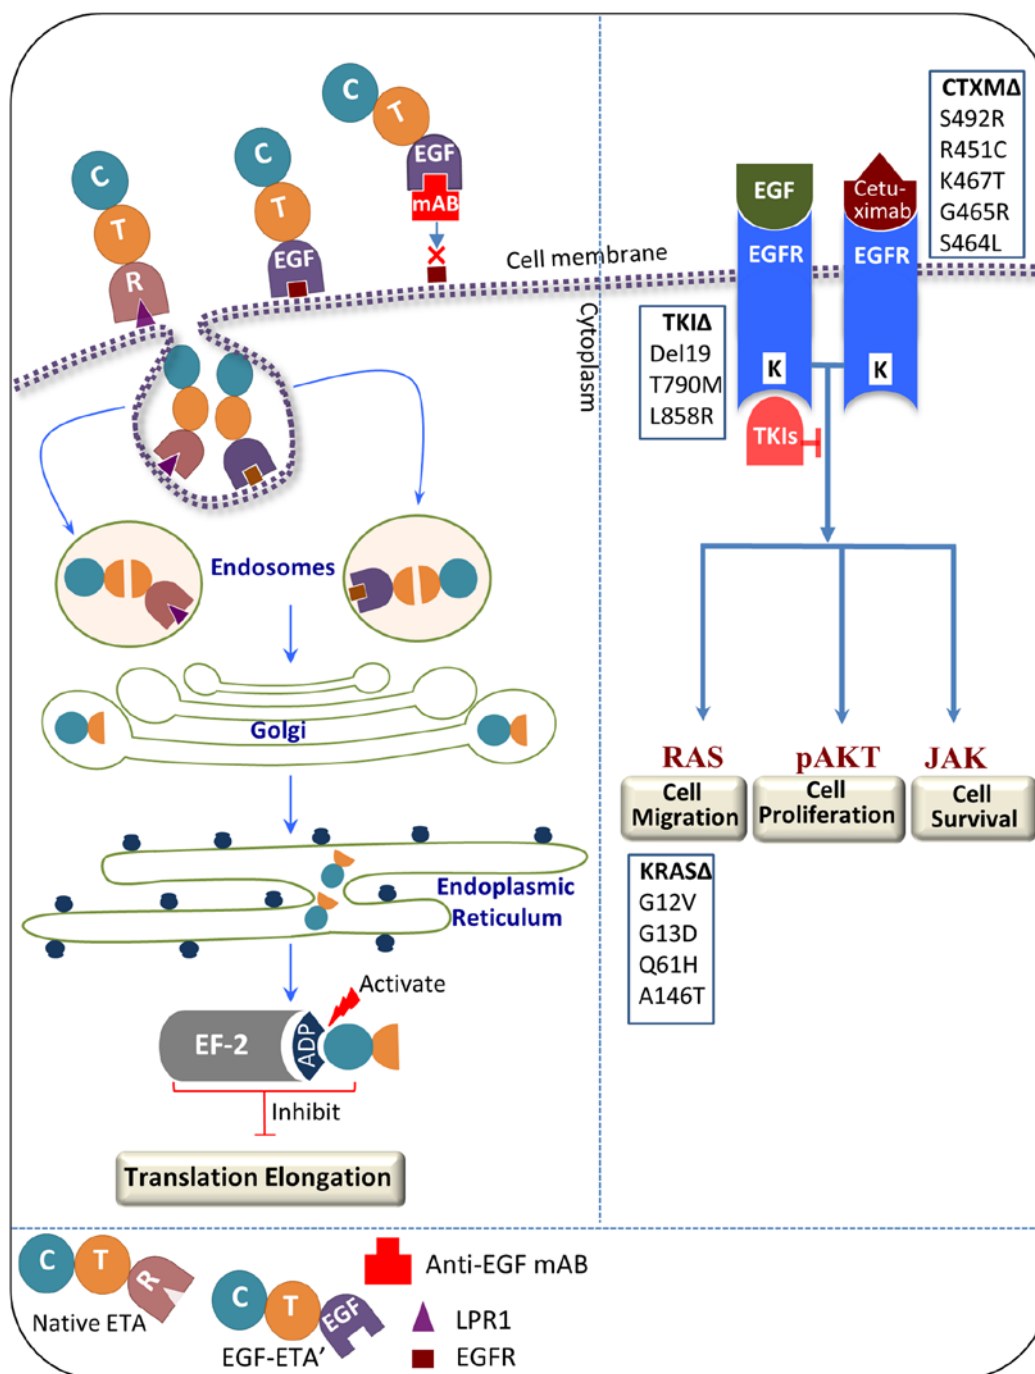 C
T
R
C
T
EGF
C
T
EGF
mAB
Cell membrane
Cytoplasm
Endosomes
Golgi
Endoplasmic
Reticulum
Activate
EF-2
ADP
Inhibit
Translation Elongation
CTXMΔ
S492R
R451C
K467T
G465R
S464L
EGF
Cetu-
ximab
EGFR
EGFR
TKIΔ
Del19
T790M
L858R
K
K
TKIs
RAS
pAKT
JAK
Cell
Migration
Cell
Proliferation
Cell
Survival
KRASΔ
G12V
G13D
Q61H
A146T
C
T
R
Native ETA
C
T
EGF
EGF-ETA’
Anti-EGF mAB
LPR1
EGFR